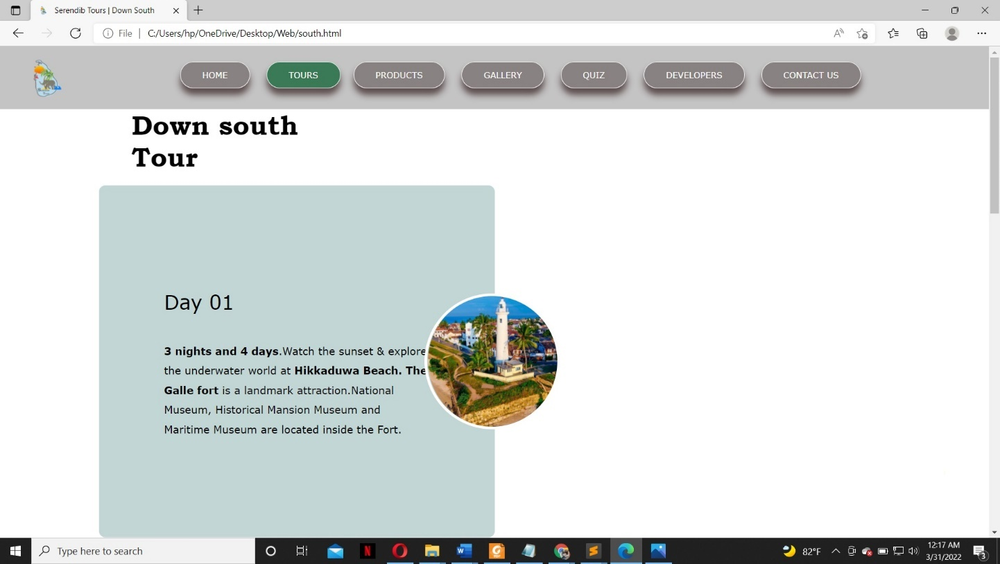 Serendib Tours | Down South
File | C:/Users/hp/OneDrive/Desktop/Web/south.html
HOME TOURS PRODUCTS GALLERY QUIZ DEVELOPERS CONTACT US
Down south
Tour
Day 01
3 nights and 4 days.Watch the sunset & explore
the underwater world at Hikkaduwa Beach. The
Galle fort is a landmark attraction.National
Museum, Historical Mansion Museum and
Maritime Museum are located inside the Fort.
Type here to search
82°F
12:17 AM
3/31/2022
3